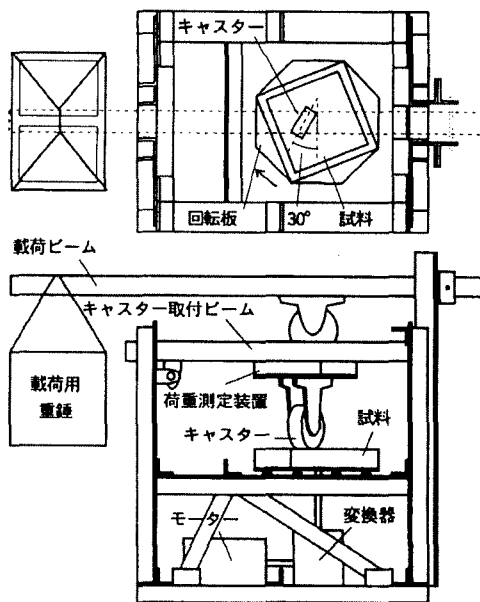 キャスター
回転板
30°
試料
載荷ビーム
キャスター取付ビーム
載荷用
重錘
荷重測定装置
キャスター
試料
モーター
変換器